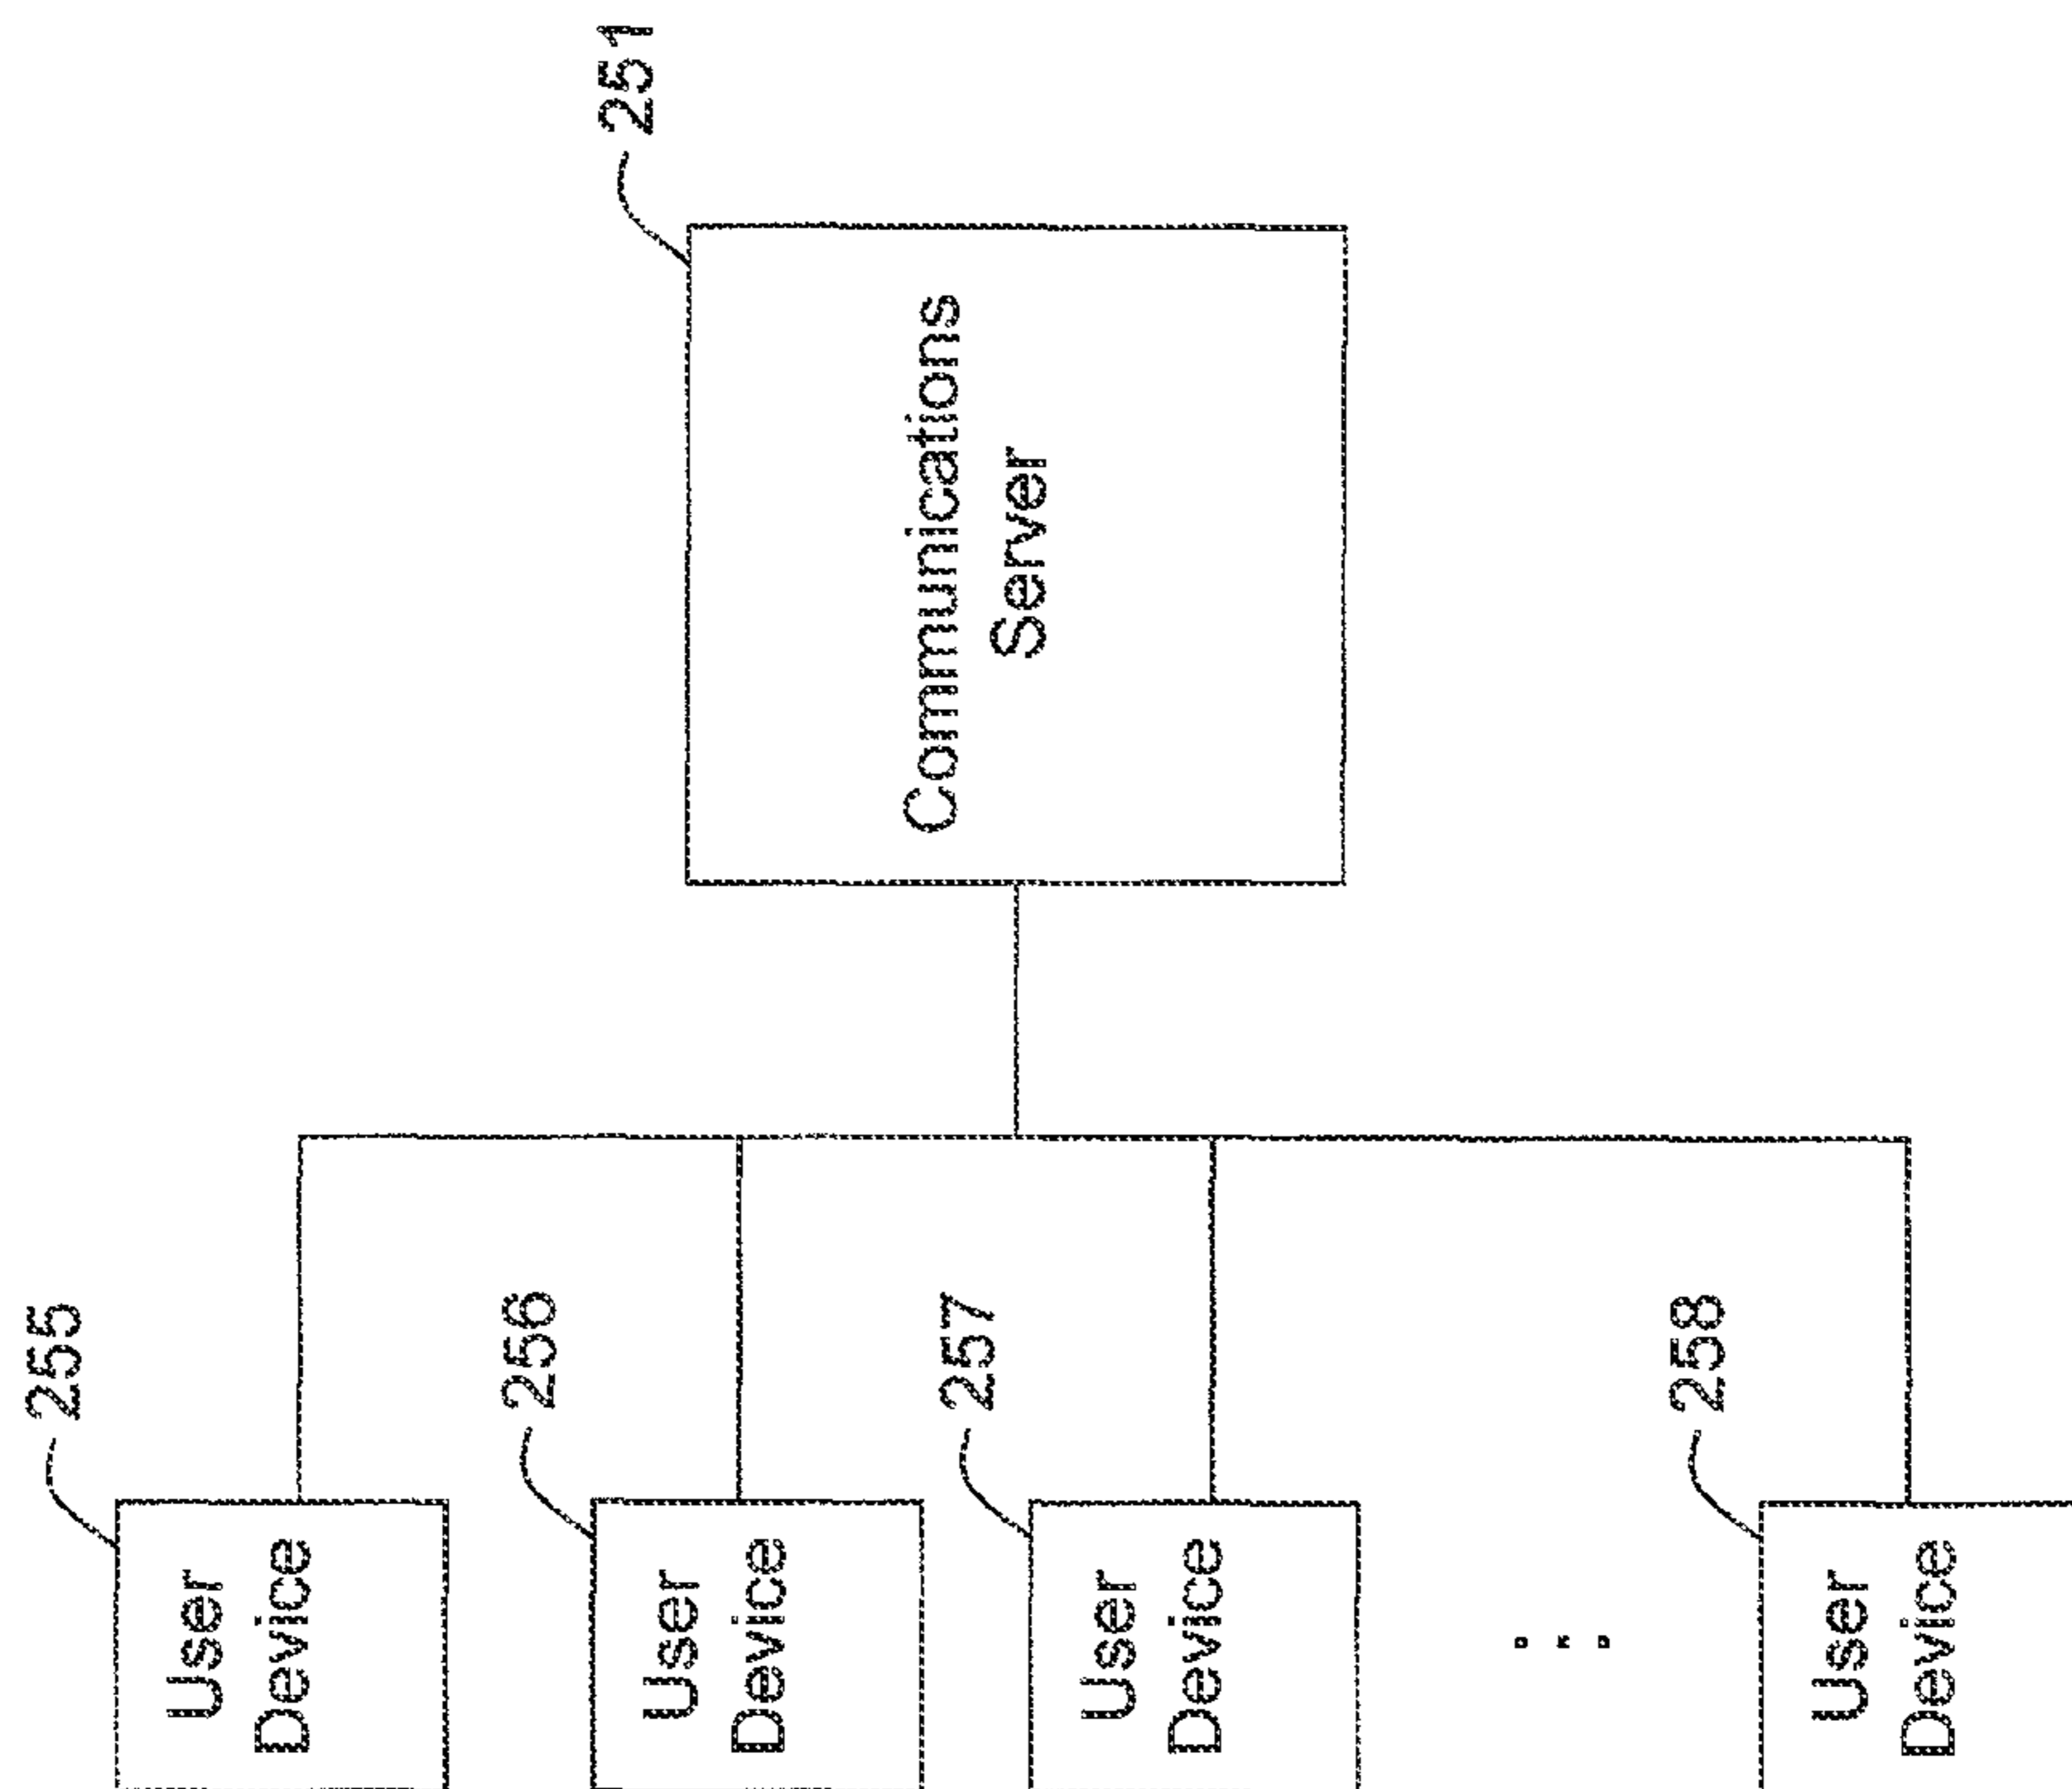 251
Communications
Server
255
User
Device
256
User
Device
257
User
Device
...
258
User
Device